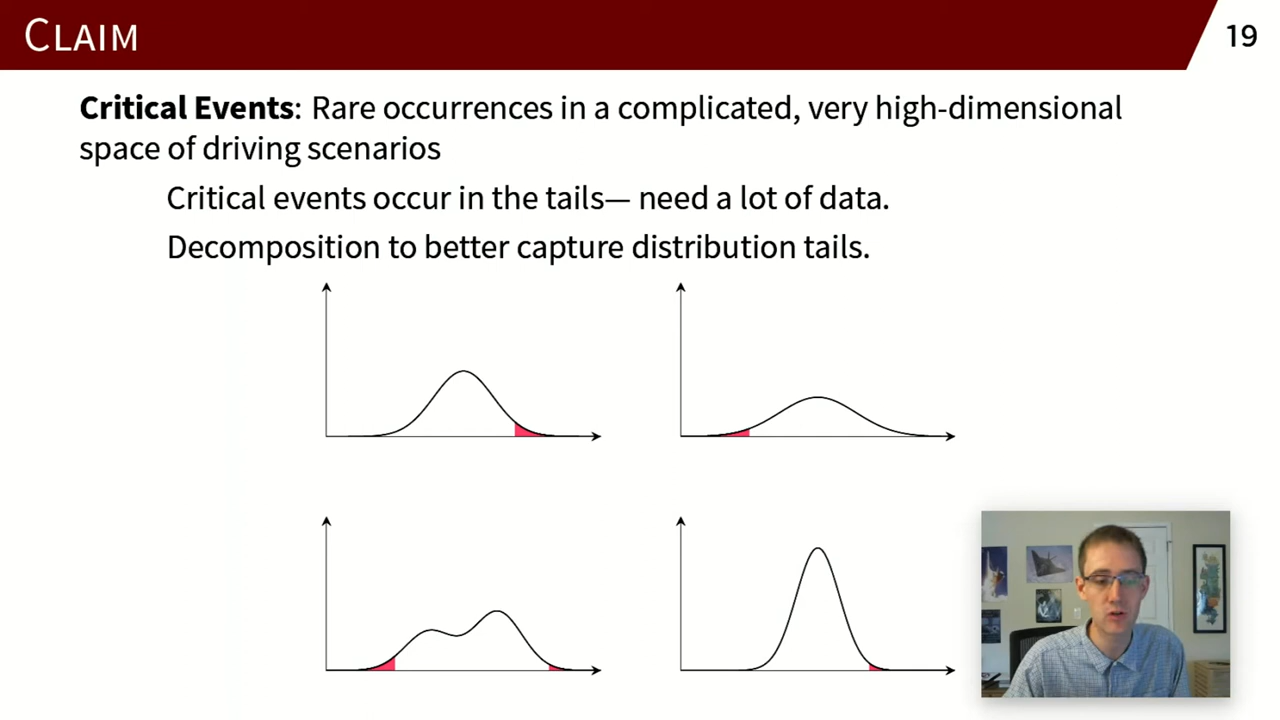 CLAIM
19
Critical Events: Rare occurrences in a complicated, very high-dimensional
space of driving scenarios
Critical events occur in the tails— need a lot of data.
Decomposition to better capture distribution tails.